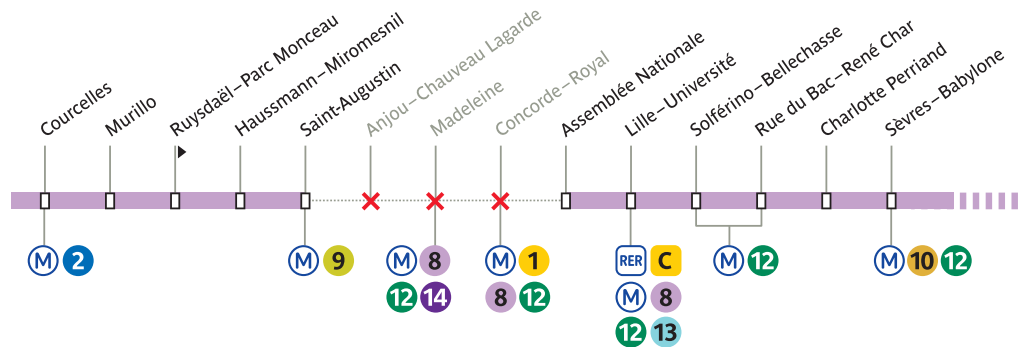 Courcelles
Murillo
Ruysdaël–Parc Monceau
Haussmann–Miromesnil
Saint-Augustin
Anjou–Chauveau Lagarde
Madeleine
Concorde–Royal
Assemblée Nationale
Lille–Université
Solférino–Bellechasse
Rue du Bac–René Char
Charlotte Perriand
Sèvres–Babylone
M 2
M 9
M 8
12 14
M 1
8 12
RER C
M 8
12 13
M 12
M 10 12